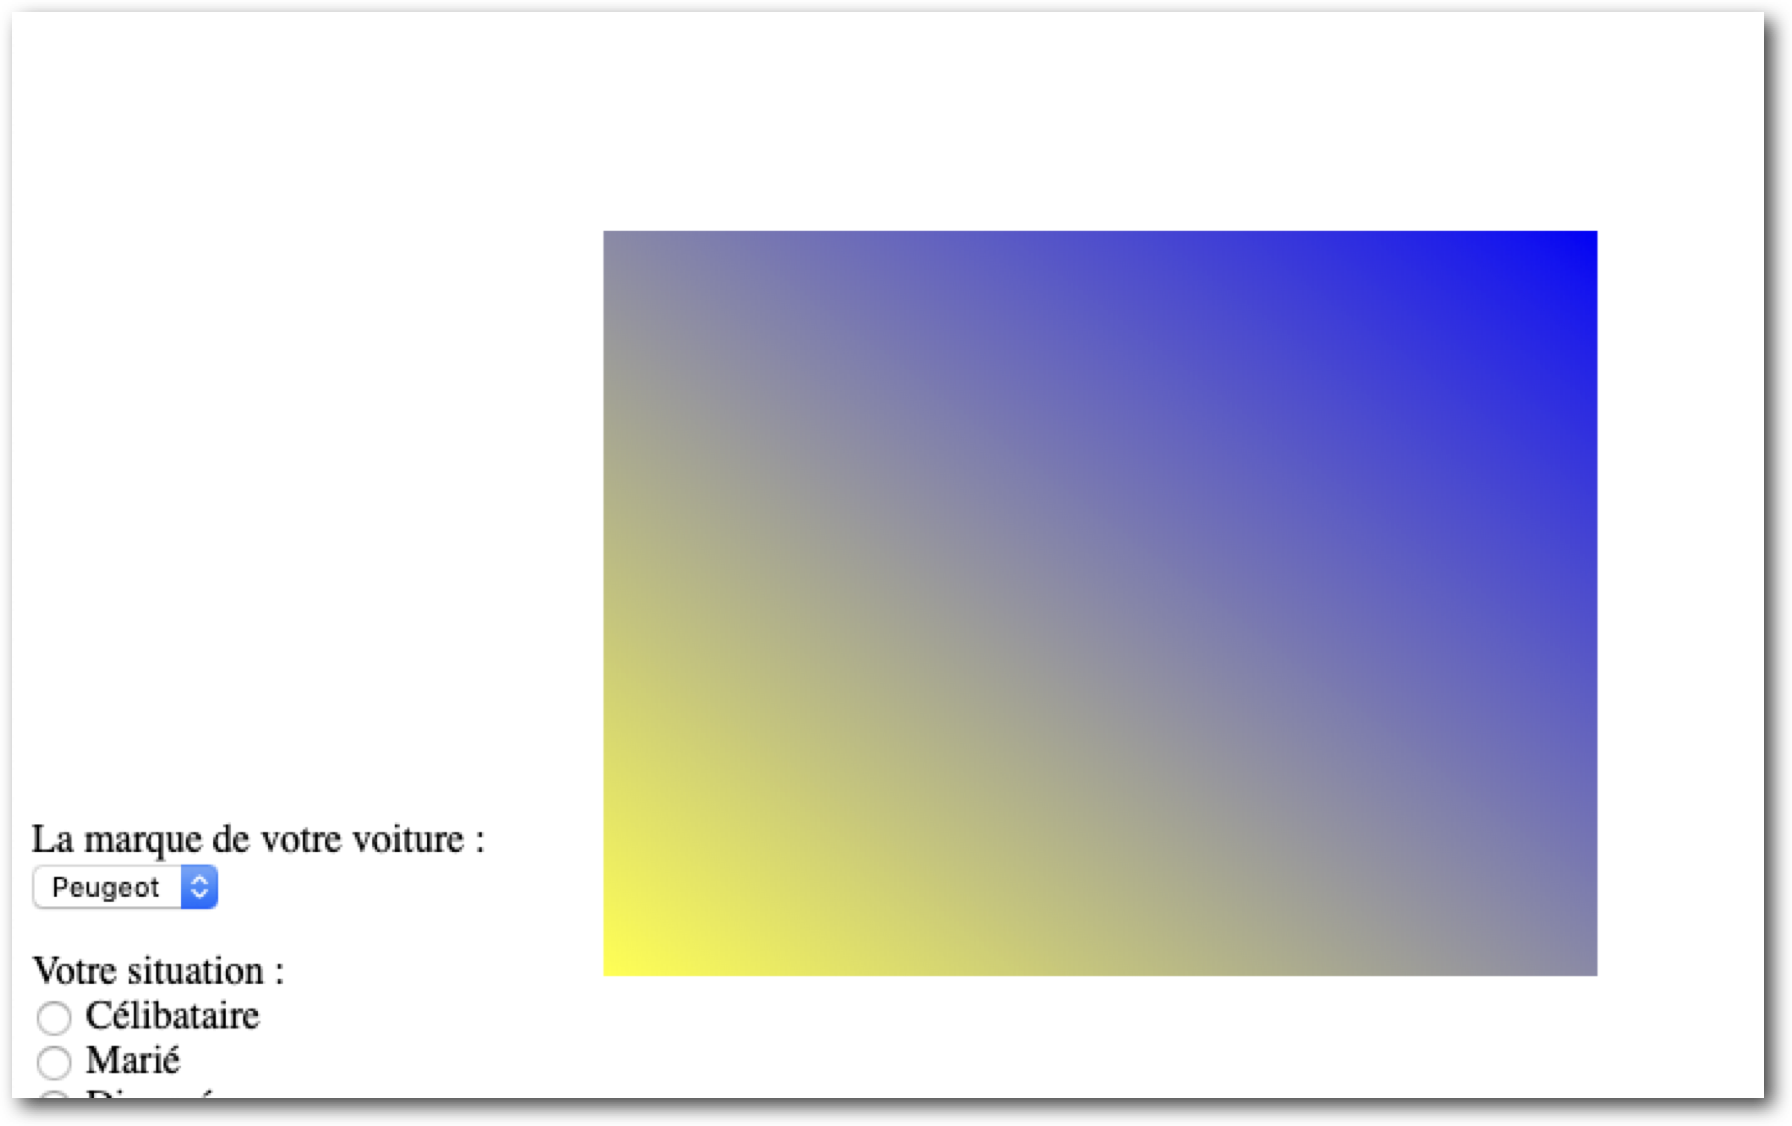 La marque de votre voiture :
Peugeot
Votre situation :
Célibataire
Marié